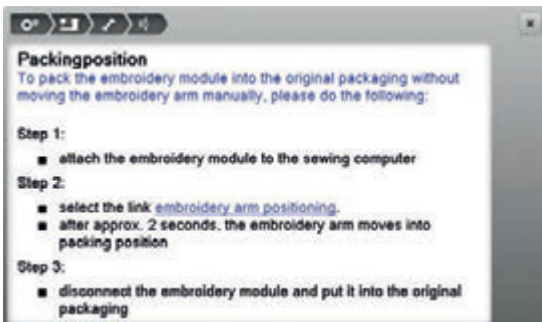 Packingposition
To pack the embroidery module into the original packaging without
moving the embroidery arm manually, please do the following:
Step 1:
■ attach the embroidery module to the sewing computer
Step 2:
■ select the link embroidery arm positioning.
■ after approx. 2 seconds, the embroidery arm moves into
packing position
Step 3:
■ disconnect the embroidery module and put it into the original
packaging